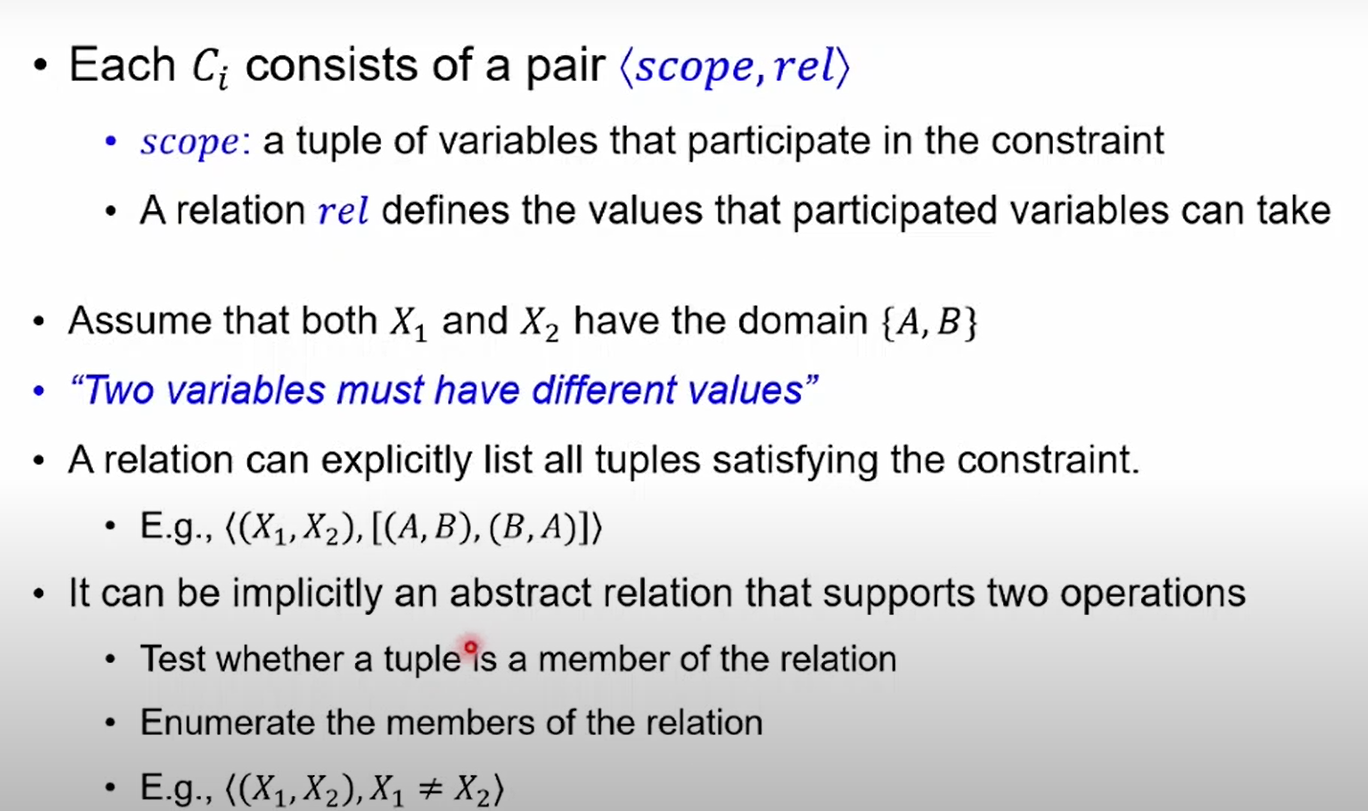 • Each Cᵢ consists of a pair ⟨scope, rel⟩
• scope: a tuple of variables that participate in the constraint
• A relation rel defines the values that participated variables can take
• Assume that both X₁ and X₂ have the domain {A, B}
• “Two variables must have different values”
• A relation can explicitly list all tuples satisfying the constraint.
• E.g., ⟨(X₁, X₂), [(A, B), (B, A)]⟩
• It can be implicitly an abstract relation that supports two operations
• Test whether a tuple is a member of the relation
• Enumerate the members of the relation
• E.g., ⟨(X₁, X₂), X₁ ≠ X₂⟩